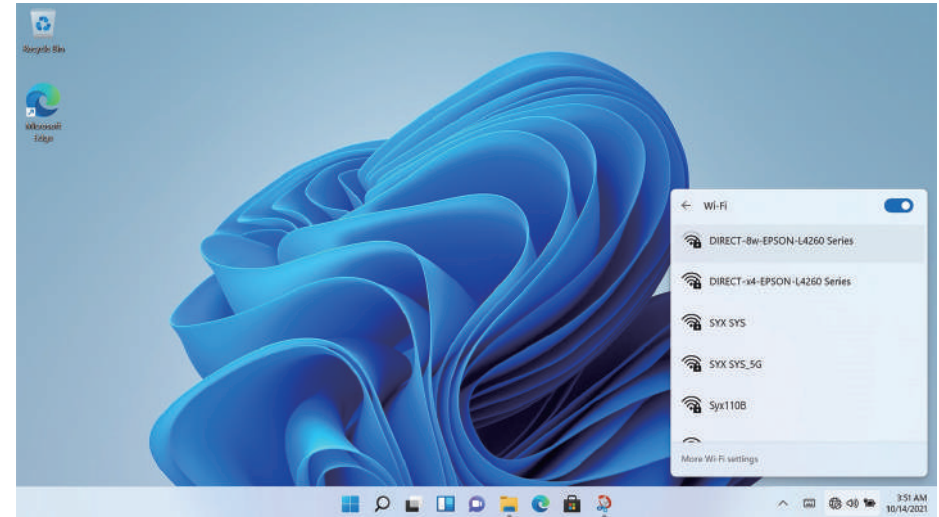 Recycle Bin
Microsoft
Edge
Wi-Fi
DIRECT-8w-EPSON-L4260 Series
DIRECT-x4-EPSON-L4260 Series
SYX SYS
SYX SYS_5G
Syx110B
More Wi-Fi settings
3:51 AM
10/14/2021